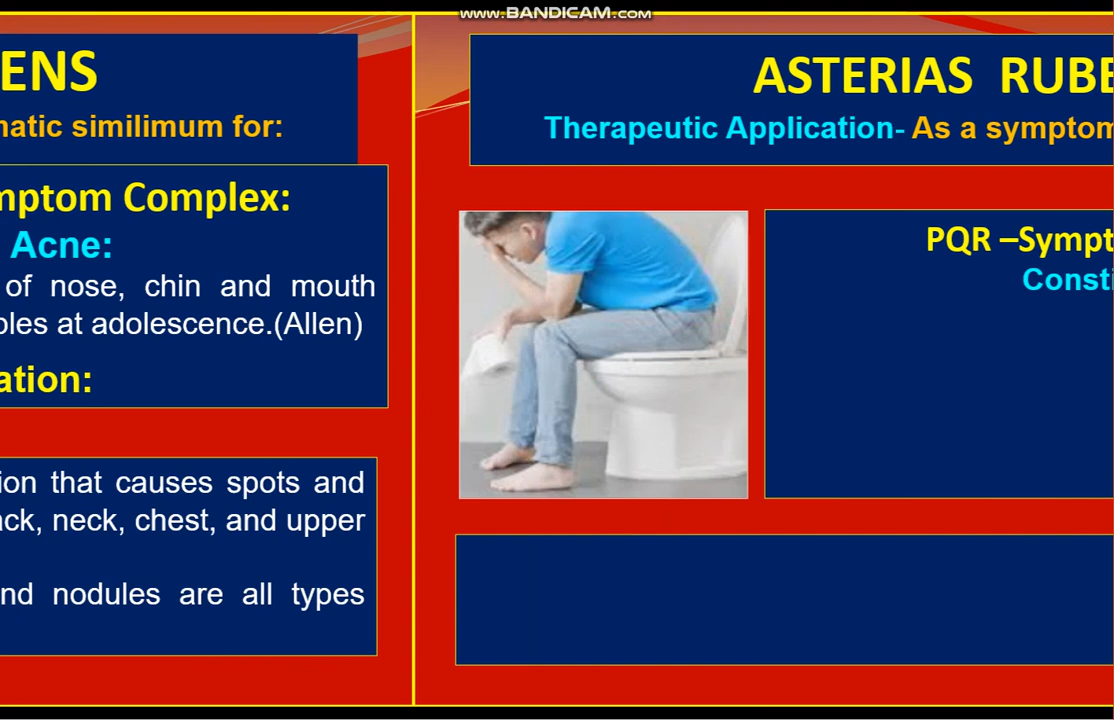 www.BANDICAM.com
ENS
matic similimum for:
mptom Complex:
Acne:
of nose, chin and mouth
ples at adolescence.(Allen)
ation:
ion that causes spots and
ack, neck, chest, and upper
nd nodules are all types
ASTERIAS RUBE
Therapeutic Application- As a symptom
PQR –Sympt
Consti